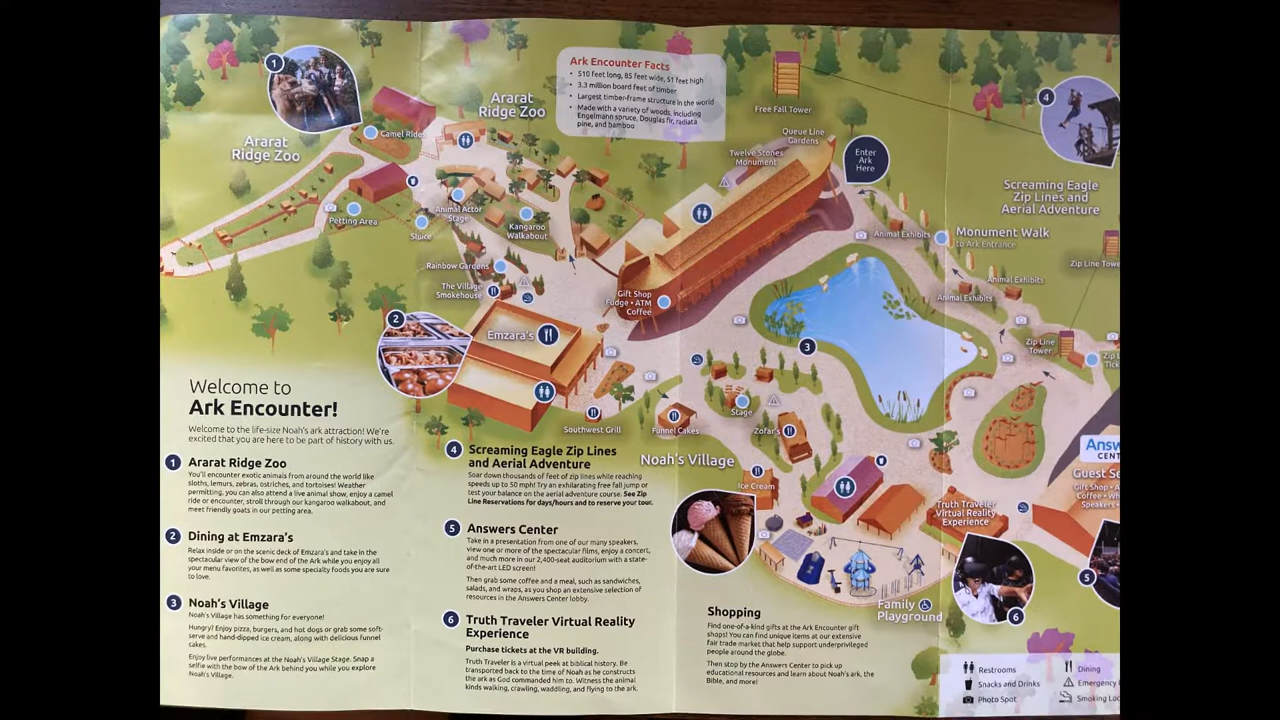 1
Ararat
Ridge Zoo
Camel Rides
Ararat
Ridge Zoo
Ark Encounter Facts
• 510 feet long, 85 feet wide, 51 feet high
• 3.3 million board feet of timber
• Largest timber-frame structure in the world
• Made with a variety of woods, including
Engelmann spruce, Douglas fir, radiata
pine, and bamboo
Free Fall Tower
Queue Line
Gardens
Twelve Stones
Monument
Enter
Ark
Here
4
Screaming Eagle
Zip Lines and
Aerial Adventure
Petting Area
Sluice
Animal Actor
Stage
Kangaroo
Walkabout
Animal Exhibits
Monument Walk
to Ark Entrance
Zip Line Towe
Rainbow Gardens
The Village
Smokehouse
Gift Shop
Fudge • ATM
Coffee
Animal Exhibits
Animal Exhibits
2
Emzara's
3
Zip Line
Tower
Zip L
Tick
Southwest Grill
Funnel Cakes
Stage
Zofar's
Noah's Village
Ice Cream
Answ
CENT
Guest Se
Gift Shop • A
Coffee • Wh
Speakers •
Truth Traveler
Virtual Reality
Experience
5
6
Family
Playground
Welcome to
Ark Encounter!
Welcome to the life-size Noah's ark attraction! We're
excited that you are here to be part of history with us.
1 Ararat Ridge Zoo
You'll encounter exotic animals from around the world like
sloths, lemurs, zebras, ostriches, and tortoises! Weather
permitting, you can also attend a live animal show, enjoy a camel
ride or encounter, stroll through our kangaroo walkabout, and
meet friendly goats in our petting area.
2 Dining at Emzara's
Relax inside or on the scenic deck of Emzara's and take in the
spectacular view of the bow end of the Ark while you enjoy all
your menu favorites, as well as some specialty foods you are sure
to love.
3 Noah's Village
Noah's Village has something for everyone!
Hungry? Enjoy pizza, burgers, and hot dogs or grab some soft-
serve and hand-dipped ice cream, along with delicious funnel
cakes.
Enjoy live performances at the Noah's Village Stage. Snap a
selfie with the bow of the Ark behind you while you explore
Noah's Village.
4 Screaming Eagle Zip Lines
and Aerial Adventure
Soar down thousands of feet of zip lines while reaching
speeds up to 50 mph! Try an exhilarating free fall jump or
test your balance on the aerial adventure course. See Zip
Line Reservations for days/hours and to reserve your tour.
5 Answers Center
Take in a presentation from one of our many speakers,
view one or more of the spectacular films, enjoy a concert,
and much more in our 2,400-seat auditorium with a state-
of-the-art LED screen!
Then grab some coffee and a meal, such as sandwiches,
salads, and wraps, as you shop an extensive selection of
resources in the Answers Center lobby.
6 Truth Traveler Virtual Reality
Experience
Purchase tickets at the VR building.
Truth Traveler is a virtual peek at biblical history. Be
transported back to the time of Noah as he constructs
the ark as God commanded him to. Witness the animal
kinds walking, crawling, waddling, and flying to the ark.
Shopping
Find one-of-a-kind gifts at the Ark Encounter gift
shops! You can find unique items at our extensive
fair trade market that help support underprivileged
people around the globe.
Then stop by the Answers Center to pick up
educational resources and learn about Noah's ark, the
Bible, and more!
Restrooms
Snacks and Drinks
Photo Spot
Dining
Emergency
Smoking Loc